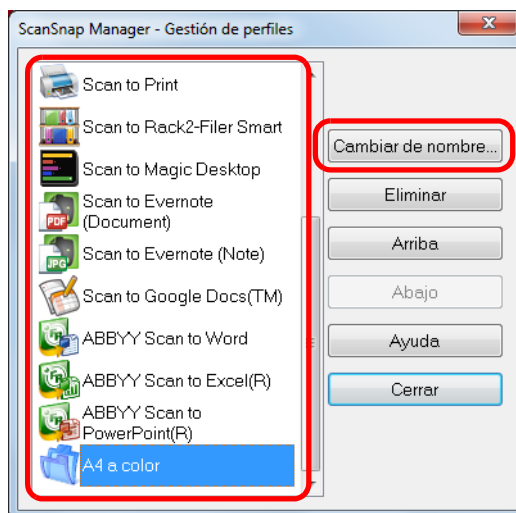 ScanSnap Manager - Gestión de perfiles
Scan to Print
Scan to Rack2-Filer Smart
Scan to Magic Desktop
Scan to Evernote
(Document)
PDF
Scan to Evernote (Note)
JPG
Scan to Google Docs(TM)
ABBYY Scan to Word
ABBYY Scan to Excel(R)
ABBYY Scan to
PowerPoint(R)
A4 a color
Cambiar de nombre...
Eliminar
Arriba
Abajo
Ayuda
Cerrar